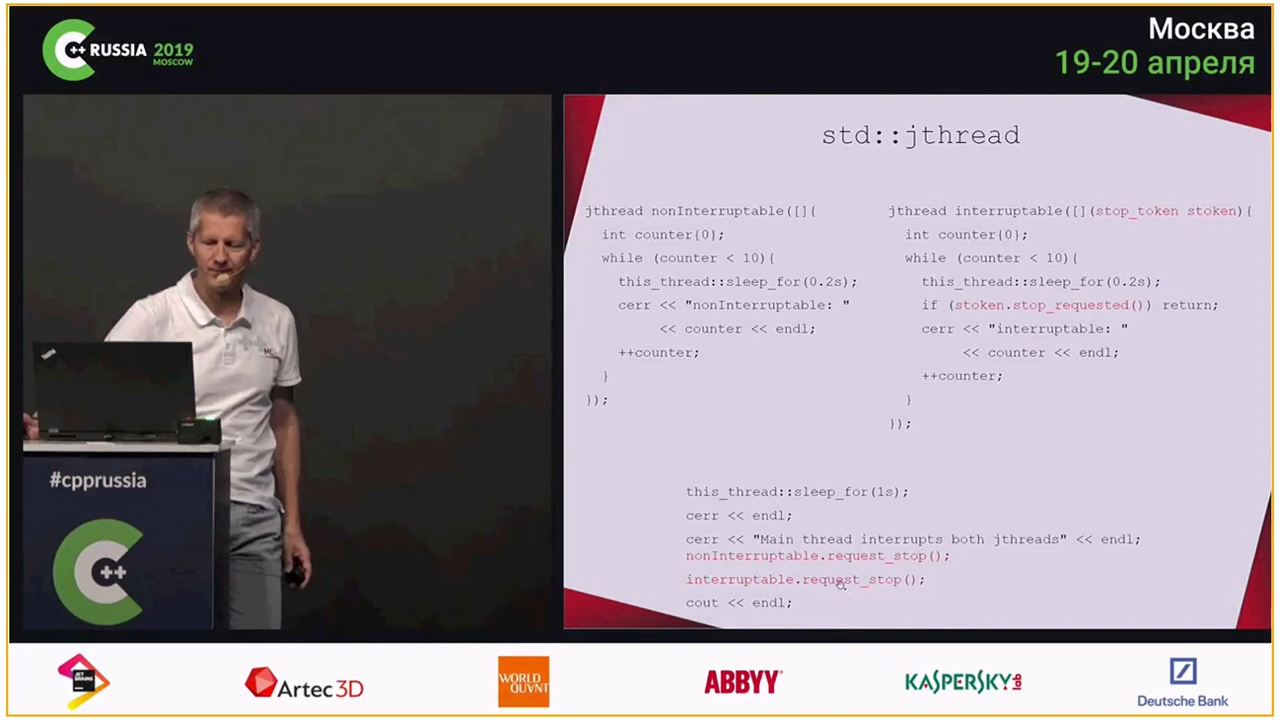 C++ RUSSIA 2019
MOSCOW
Москва
19-20 апреля
std::jthread
jthread nonInterruptable([]{
int counter{0};
while (counter < 10){
this_thread::sleep_for(0.2s);
cerr << "nonInterruptable: "
<< counter << endl;
++counter;
}
});
jthread interruptable([](stop_token stoken){
int counter{0};
while (counter < 10){
this_thread::sleep_for(0.2s);
if (stoken.stop_requested()) return;
cerr << "interruptable: "
<< counter << endl;
++counter;
}
});
this_thread::sleep_for(1s);
cerr << endl;
cerr << "Main thread interrupts both jthreads" << endl;
nonInterruptable.request_stop();
interruptable.request_stop();
cout << endl;
#cpprussia
C++
JET
BRAINS
Artec3D
WORLD
QUANT
ABBYY®
KASPERSKY lab
Deutsche Bank